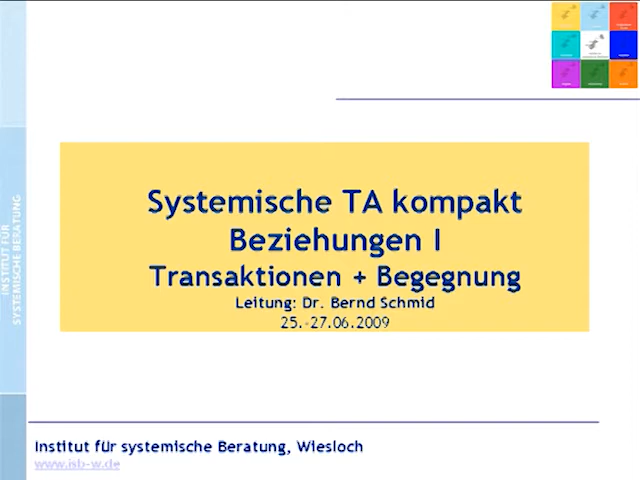 Systemische TA kompakt
Beziehungen I
Transaktionen + Begegnung
Leitung: Dr. Bernd Schmid
25.-27.06.2009
INSTITUT FÜR
SYSTEMISCHE BERATUNG
Institut für systemische Beratung, Wiesloch
www.isb-w.de